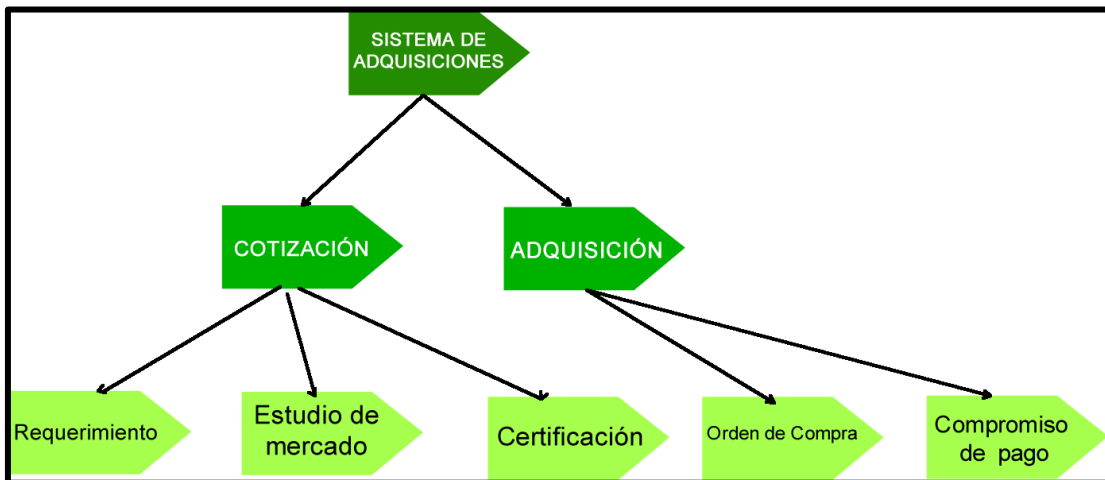 SISTEMA DE
ADQUISICIONES
COTIZACIÓN
ADQUISICIÓN
Requerimiento
Estudio de
mercado
Certificación
Orden de Compra
Compromiso
de pago